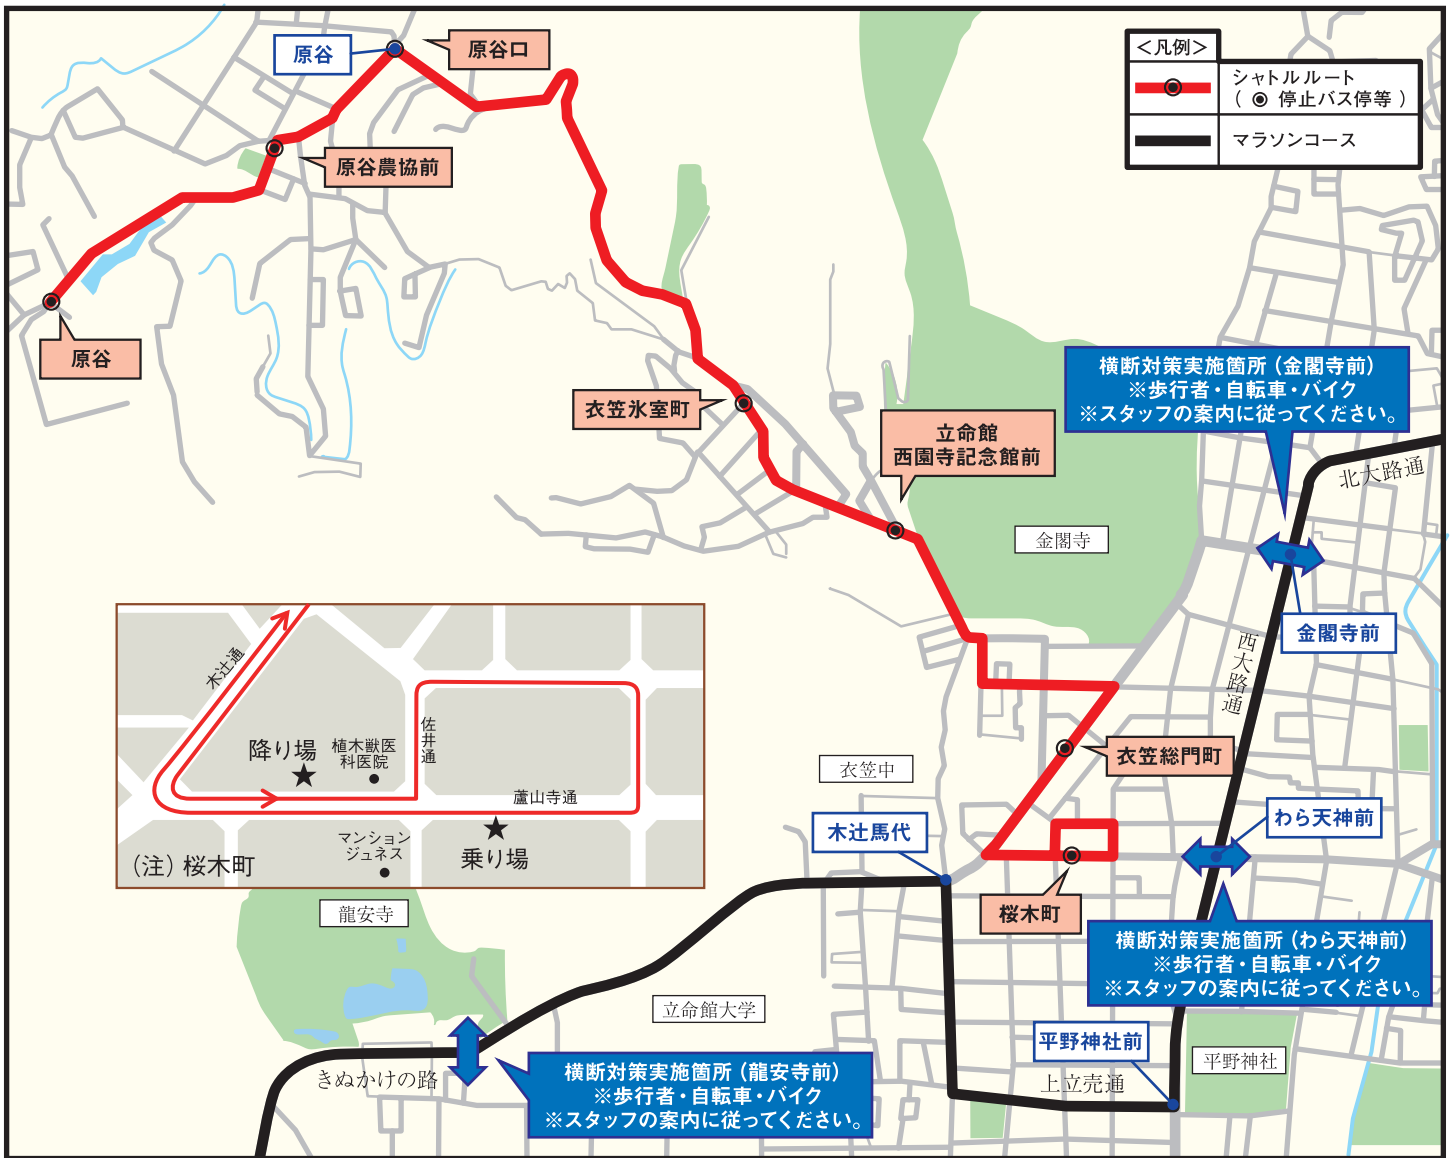 <凡例>
シャトルルート
( ◉ 停止バス停等 )
マラソンコース
原谷
原谷口
原谷農協前
原谷
衣笠氷室町
立命館
西園寺記念館前
横断対策実施箇所(金閣寺前)
※歩行者・自転車・バイク
※スタッフの案内に従ってください。
北大路通
金閣寺
金閣寺前
西大路通
衣笠総門町
衣笠中
わら天神前
木辻馬代
桜木町
横断対策実施箇所(わら天神前)
※歩行者・自転車・バイク
※スタッフの案内に従ってください。
木辻通
降り場
植木獣医
科医院
佐井通
蘆山寺通
マンション
ジュネス
乗り場
(注)桜木町
龍安寺
立命館大学
平野神社前
平野神社
上立売通
きぬかけの路
横断対策実施箇所(龍安寺前)
※歩行者・自転車・バイク
※スタッフの案内に従ってください。